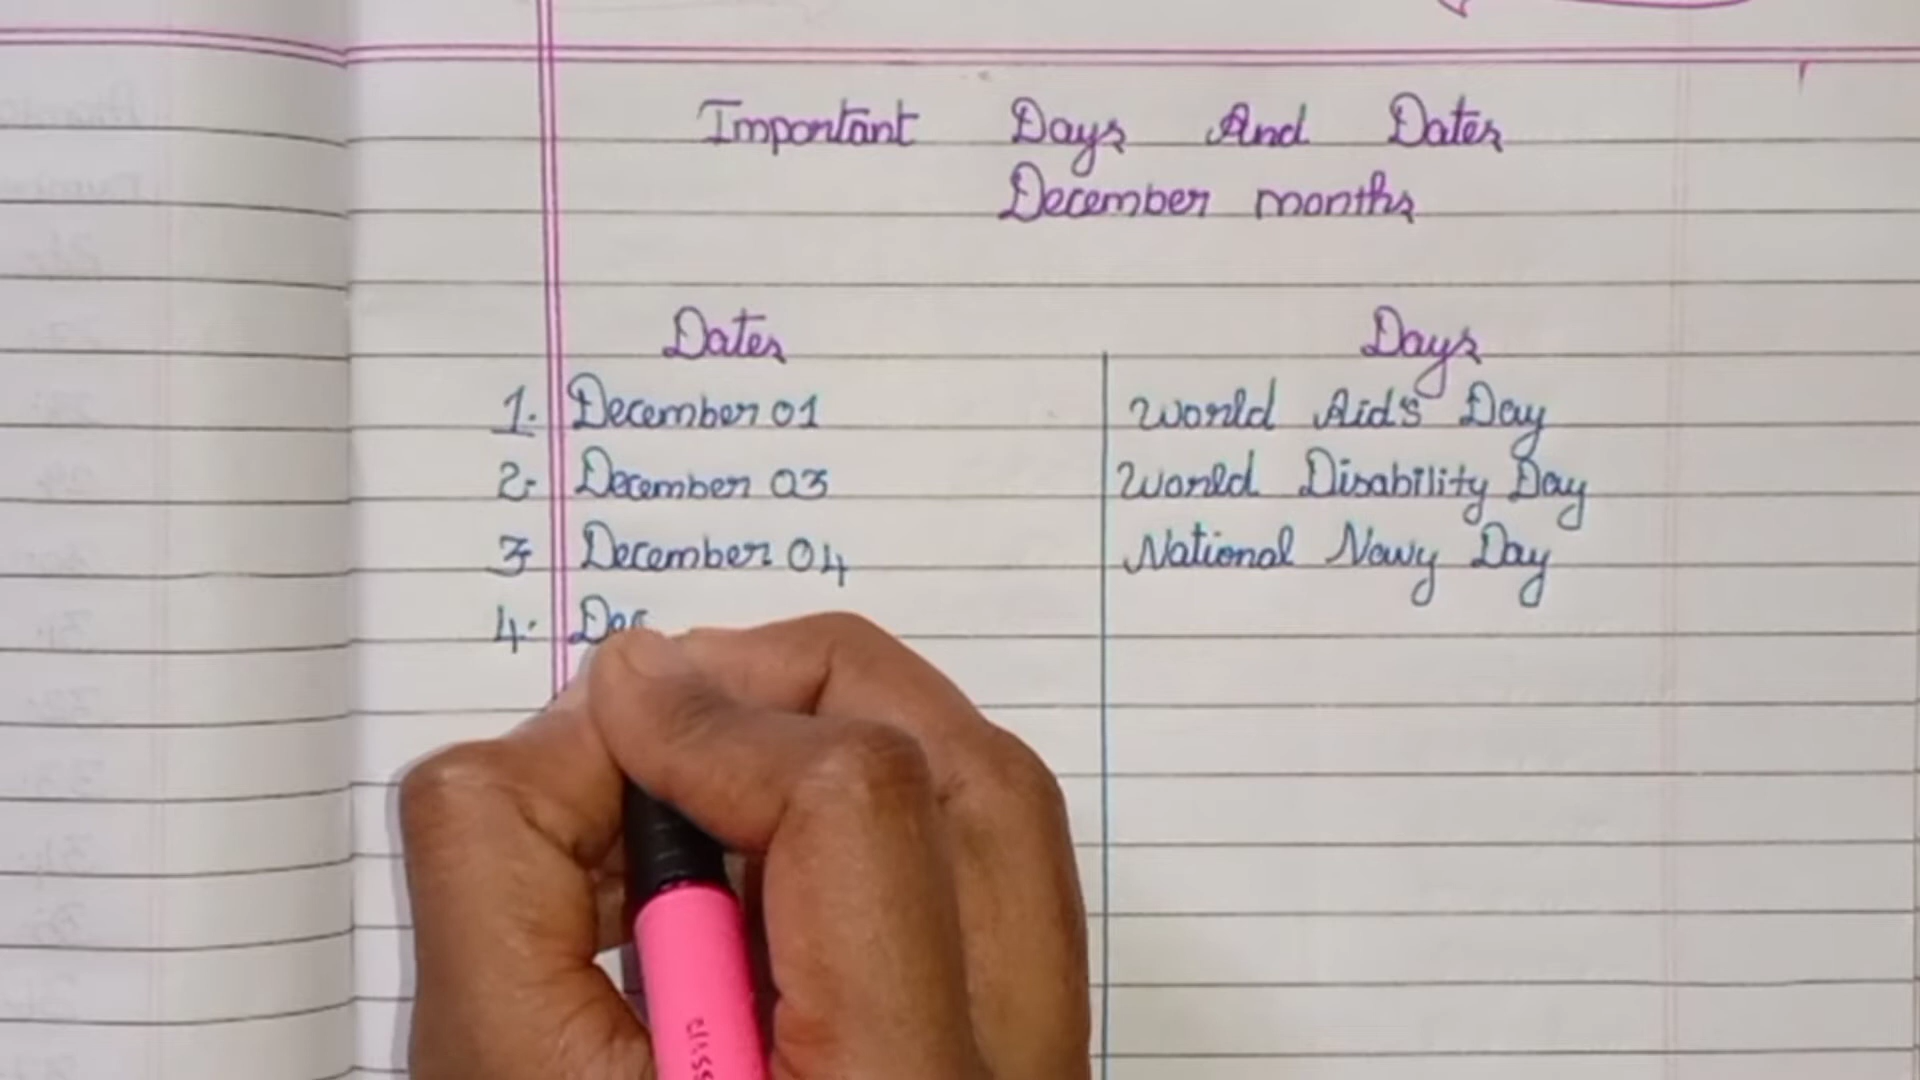 Important Days And Dates
December months
Dates Days
1. December 01 World Aid's Day
2. December 03 World Disability Day
3 December 04 National Navy Day
4. Dec